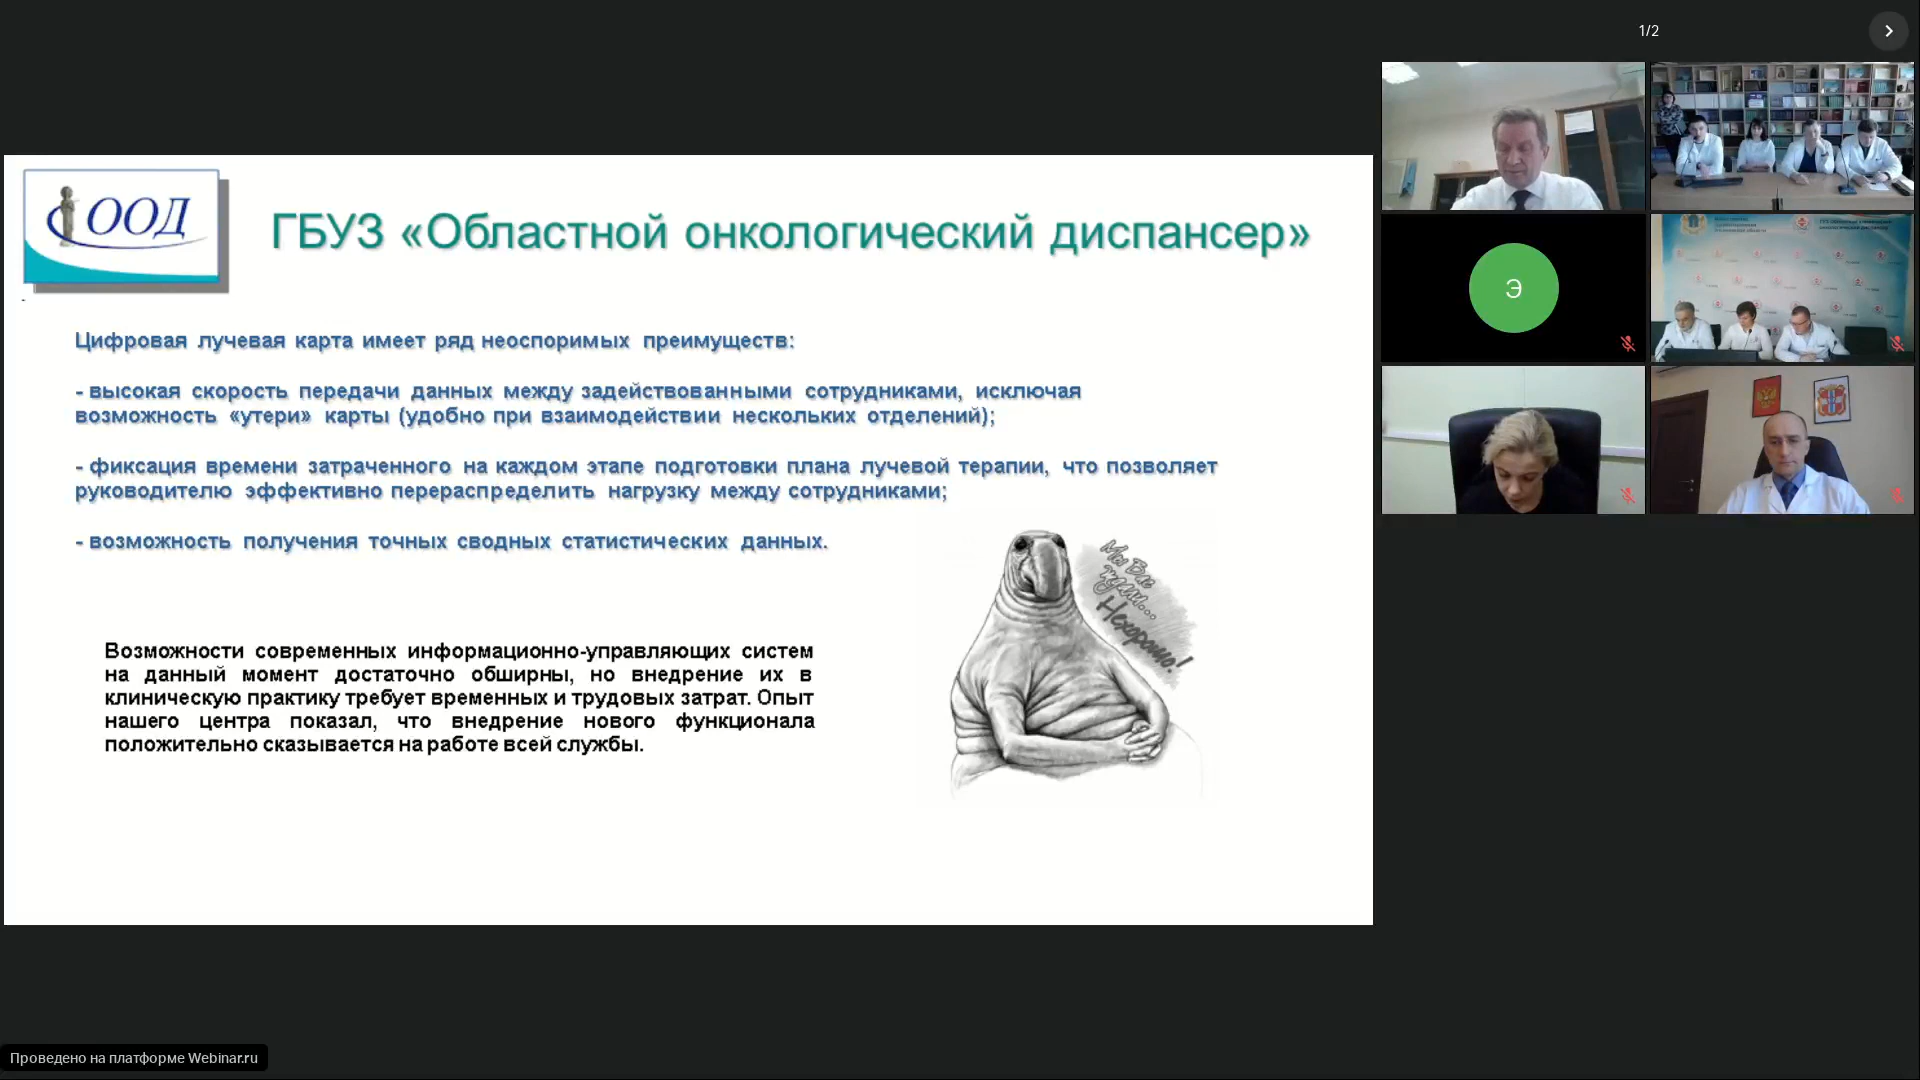 1/2
ООД
ГБУЗ «Областной онкологический диспансер»
Цифровая лучевая карта имеет ряд неоспоримых преимуществ:
- высокая скорость передачи данных между задействованными сотрудниками, исключая
возможность «утери» карты (удобно при взаимодействии нескольких отделений);
- фиксация времени затраченного на каждом этапе подготовки плана лучевой терапии, что позволяет
руководителю эффективно перераспределить нагрузку между сотрудниками;
- возможность получения точных сводных статистических данных.
Возможности современных информационно-управляющих систем
на данный момент достаточно обширны, но внедрение их в
клиническую практику требует временных и трудовых затрат. Опыт
нашего центра показал, что внедрение нового функционала
положительно сказывается на работе всей службы.
Мы Вас
ждали...
Нехорошо!
Э
Проведено на платформе Webinar.ru